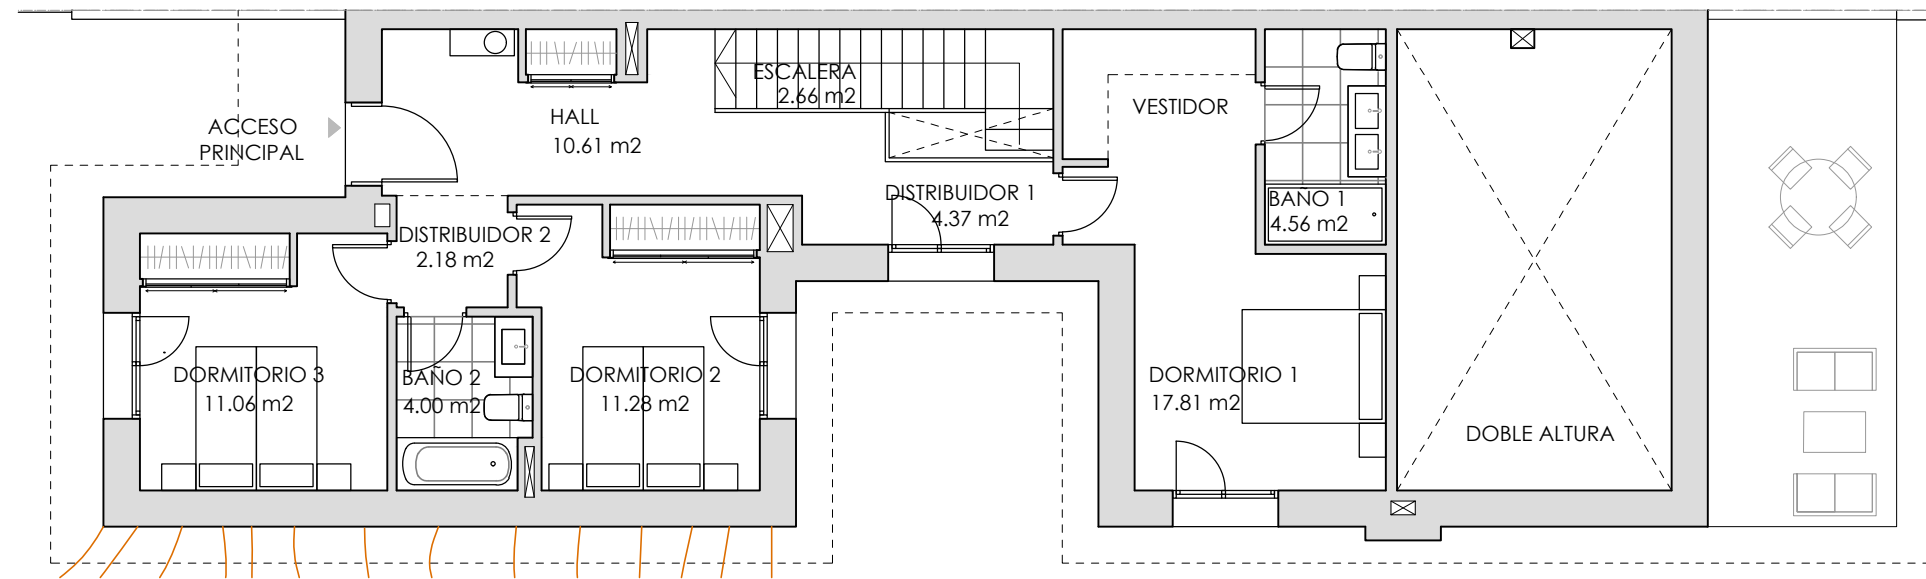 ACCESO
PRINCIPAL
HALL
10.61 m2
ESCALERA
2.66 m2
VESTIDOR
DISTRIBUIDOR 1
4.37 m2
BAÑO 1
4.56 m2
DISTRIBUIDOR 2
2.18 m2
DORMITORIO 3
11.06 m2
BAÑO 2
4.00 m2
DORMITORIO 2
11.28 m2
DORMITORIO 1
17.81 m2
DOBLE ALTURA